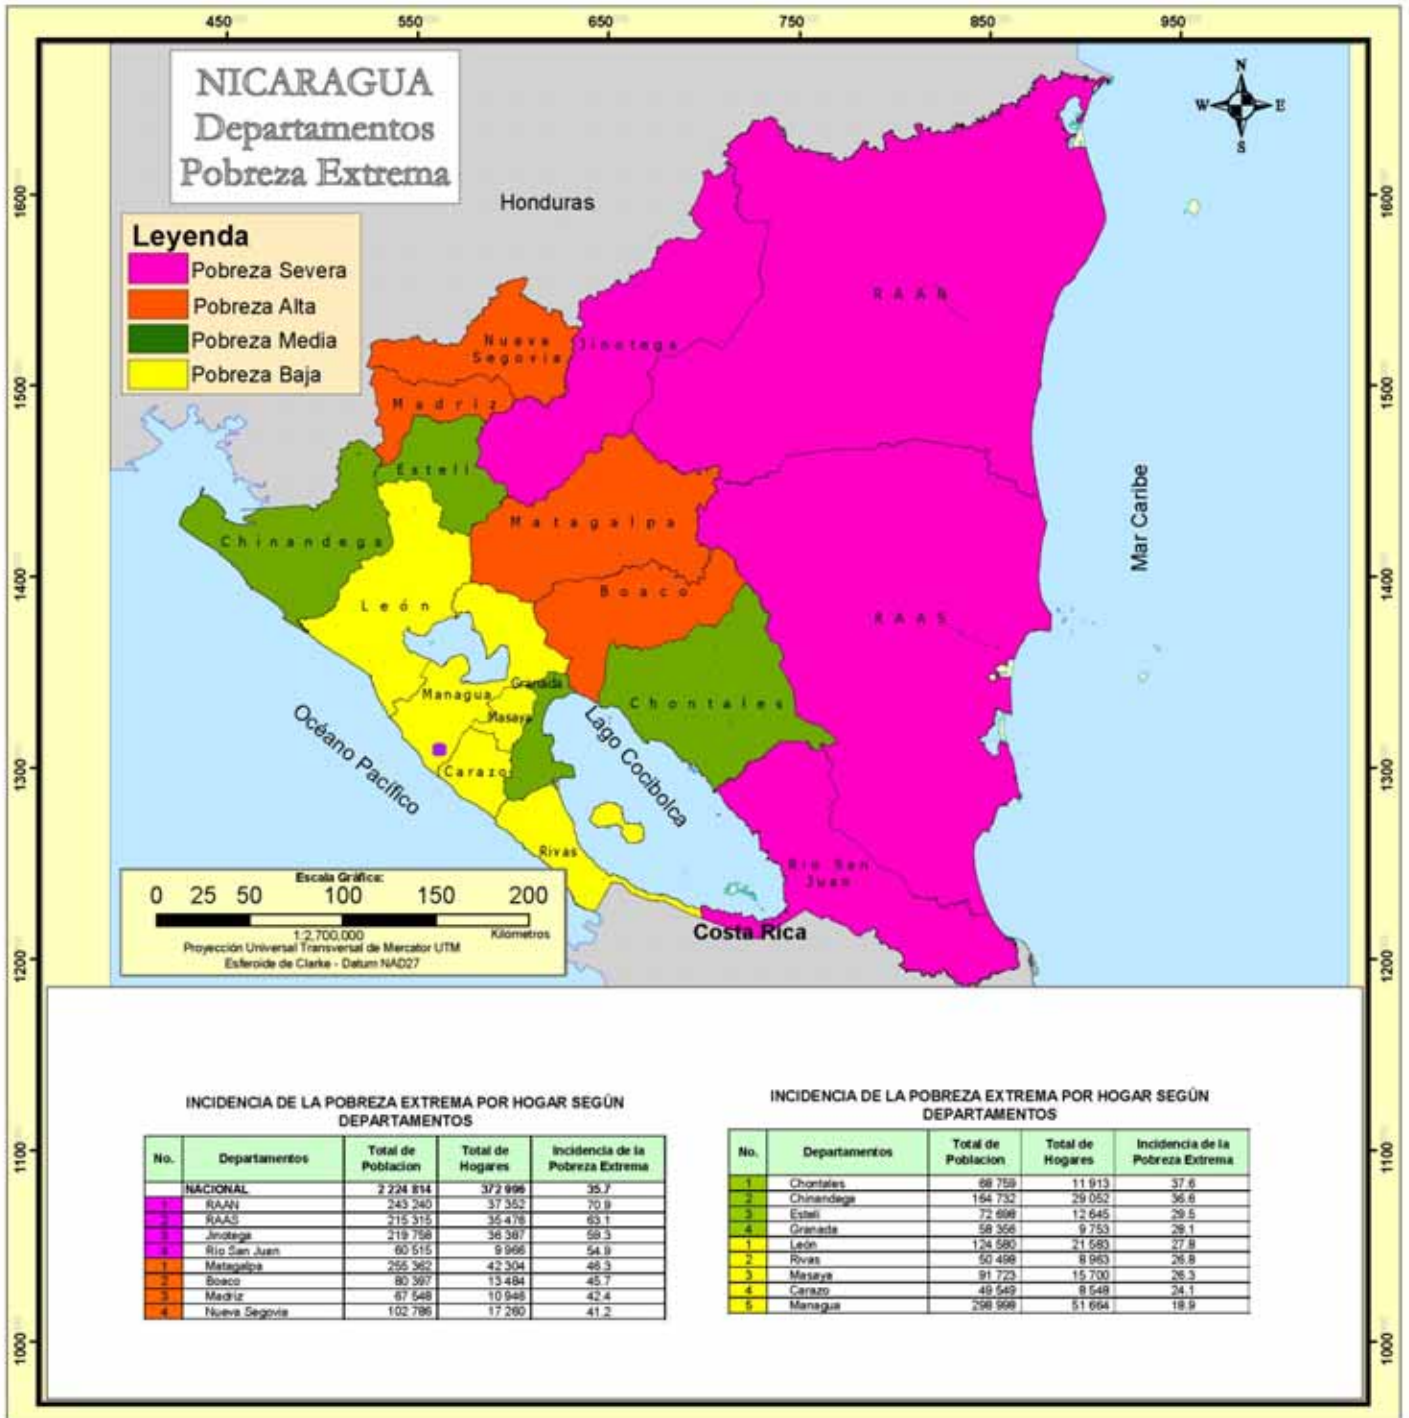 450 550 650 750 850 950
NICARAGUA
Departamentos
Pobreza Extrema
N
W E
S
1600 1600
Honduras
Leyenda
Pobreza Severa
Pobreza Alta
Pobreza Media
Pobreza Baja
R A A N
Nueva
Segovia
Jinotega
1500 1500
Madriz
Estelí
Mar Caribe
Matagalpa
Chinandega
1400 1400
Boaco
León
R A A S
Granada
Managua
Chontales
Masaya
Océano Pacífico
Lago Cocibolca
1300 1300
Carazo
Rivas
Rio San
Juan
Escala Gráfica:
0 25 50 100 150 200
1:2,700,000 Kilometros
Proyección Universal Transversal de Mercator UTM
Esferoide de Clarke - Datum NAD27
Costa Rica
1200 1200
INCIDENCIA DE LA POBREZA EXTREMA POR HOGAR SEGÚN
DEPARTAMENTOS
No. Departamentos Total de Poblacion Total de Hogares Incidencia de la Pobreza Extrema
NACIONAL 2 224 814 372 996 35.7
1 RAAN 243 240 37 352 70.9
2 RAAS 215 315 35 476 63.1
3 Jinotega 219 758 36 387 59.3
4 Rio San Juan 60 515 9 966 54.9
1 Matagalpa 255 362 42 304 46.3
2 Boaco 80 397 13 484 45.7
3 Madriz 67 548 10 946 42.4
4 Nueva Segovia 102 786 17 260 41.2
INCIDENCIA DE LA POBREZA EXTREMA POR HOGAR SEGÚN
DEPARTAMENTOS
No. Departamentos Total de Poblacion Total de Hogares Incidencia de la Pobreza Extrema
1 Chontales 68 759 11 913 37.6
2 Chinandega 164 732 29 052 36.6
3 Estelí 72 698 12 645 29.5
4 Granada 58 356 9 753 28.1
1 León 124 580 21 583 27.8
2 Rivas 50 498 8 963 26.8
3 Masaya 91 723 15 700 26.3
4 Carazo 49 549 8 548 24.1
5 Managua 298 998 51 664 18.9
1100 1100
1000 1000